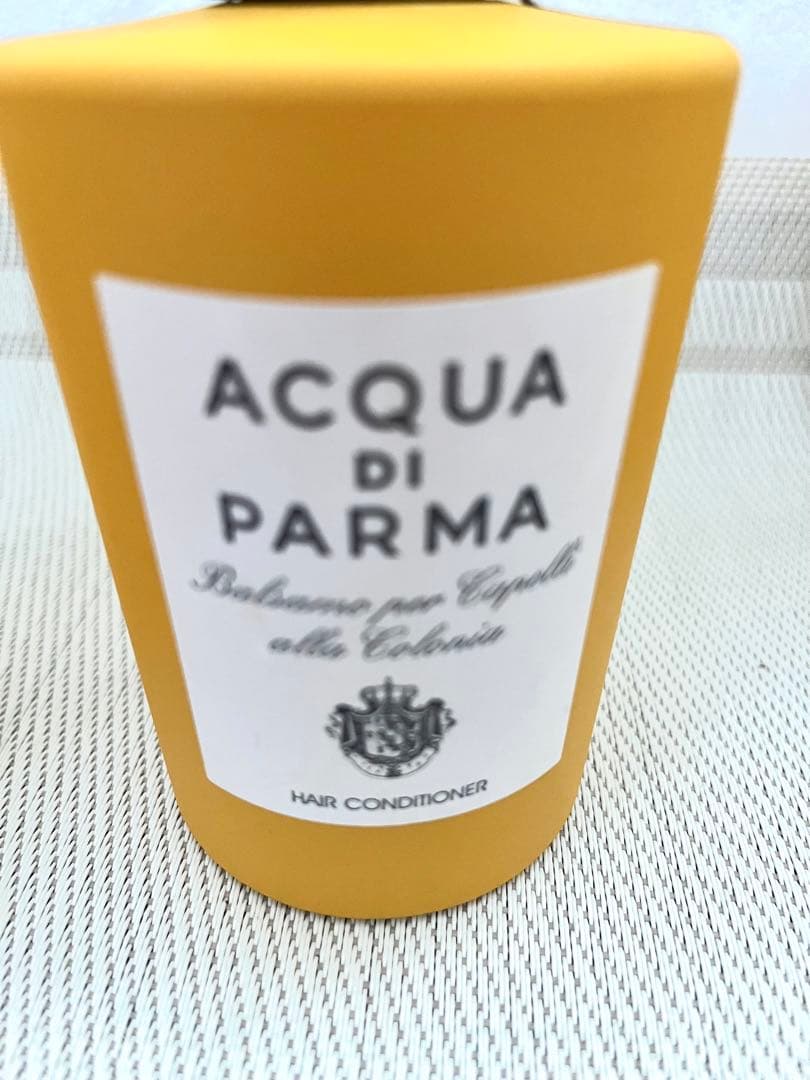 ACQUA
DI
PARMA
Balsamo per Capelli
alla Colonia
HAIR CONDITIONER